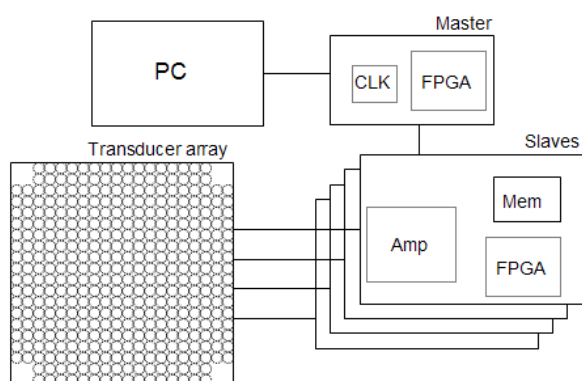 Master
PC
CLK
FPGA
Transducer array
Slaves
Mem
Amp
FPGA